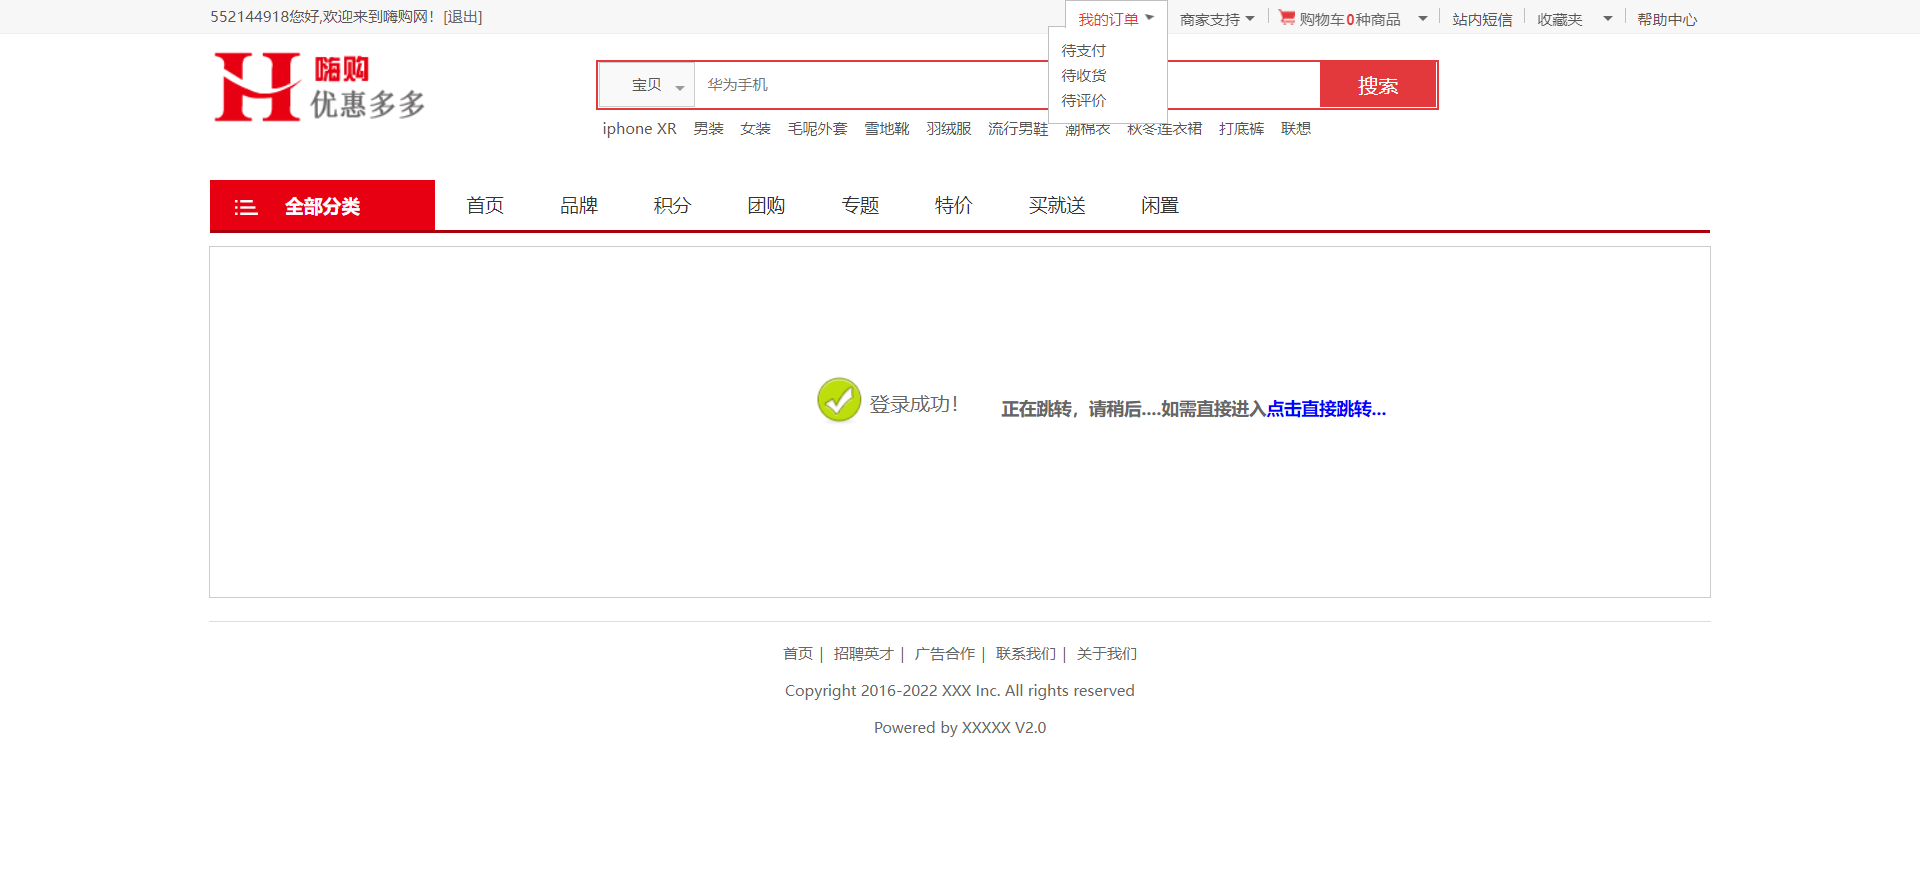 552144918您好,欢迎来到嗨购网！[退出]
我的订单 商家支持 购物车0种商品 站内短信 收藏夹 帮助中心
待支付
待收货
待评价
嗨购
优惠多多
宝贝 华为手机 搜索
iphone XR 男装 女装 毛呢外套 雪地靴 羽绒服 流行男鞋 潮棉衣 秋冬连衣裙 打底裤 联想
全部分类 首页 品牌 积分 团购 专题 特价 买就送 闲置
登录成功！ 正在跳转，请稍后....如需直接进入点击直接跳转...
首页 | 招聘英才 | 广告合作 | 联系我们 | 关于我们
Copyright 2016-2022 XXX Inc. All rights reserved
Powered by XXXXX V2.0